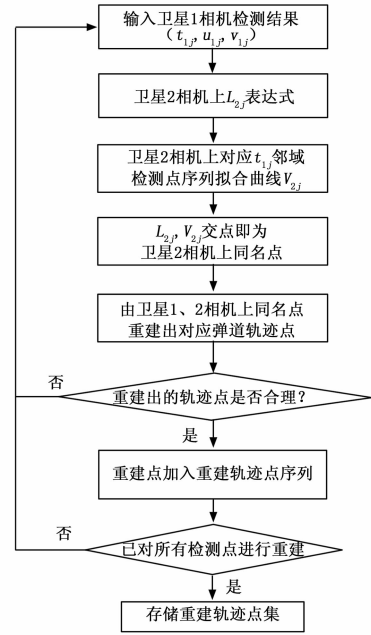 输入卫星1相机检测结果
(t1j, u1j, v1j)
卫星2相机上L2j表达式
卫星2相机上对应t1j邻域
检测点序列拟合曲线V2j
L2j, V2j交点即为
卫星2相机上同名点
由卫星1、2相机上同名点
重建出对应弹道轨迹点
否
重建出的轨迹点是否合理?
是
重建点加入重建轨迹点序列
否
已对所有检测点进行重建
是
存储重建轨迹点集